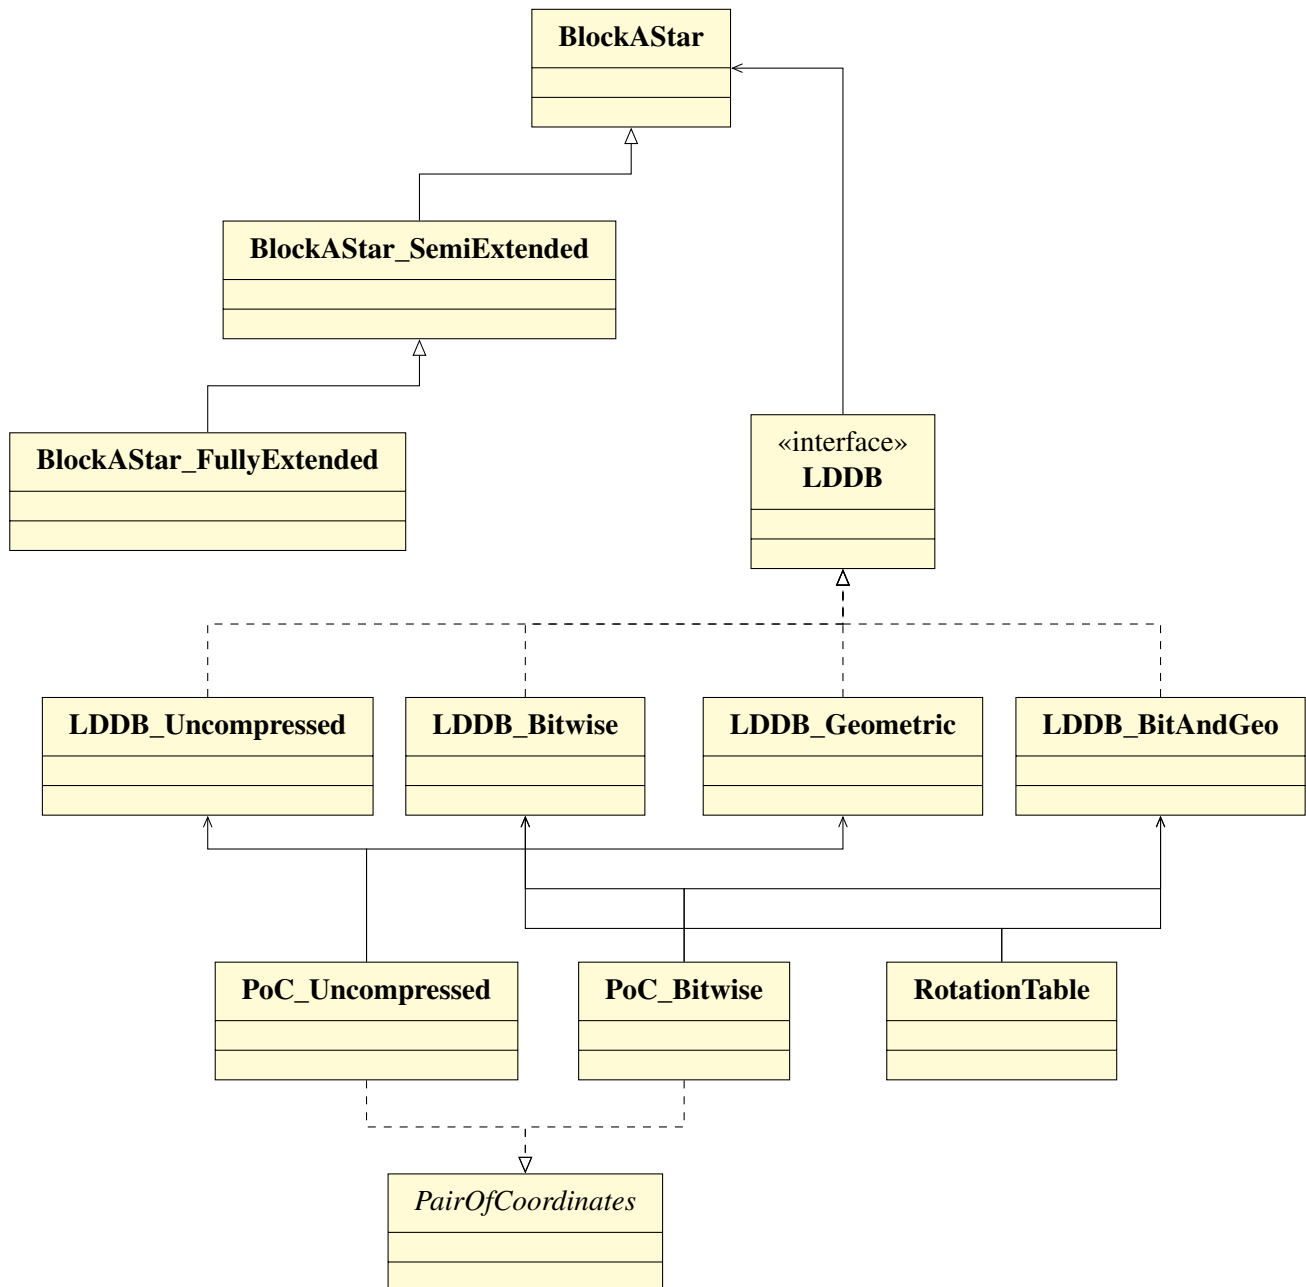 BlockAStar
BlockAStar_SemiExtended
BlockAStar_FullyExtended
«interface»
LDDB
LDDB_Uncompressed
LDDB_Bitwise
LDDB_Geometric
LDDB_BitAndGeo
PoC_Uncompressed
PoC_Bitwise
RotationTable
PairOfCoordinates